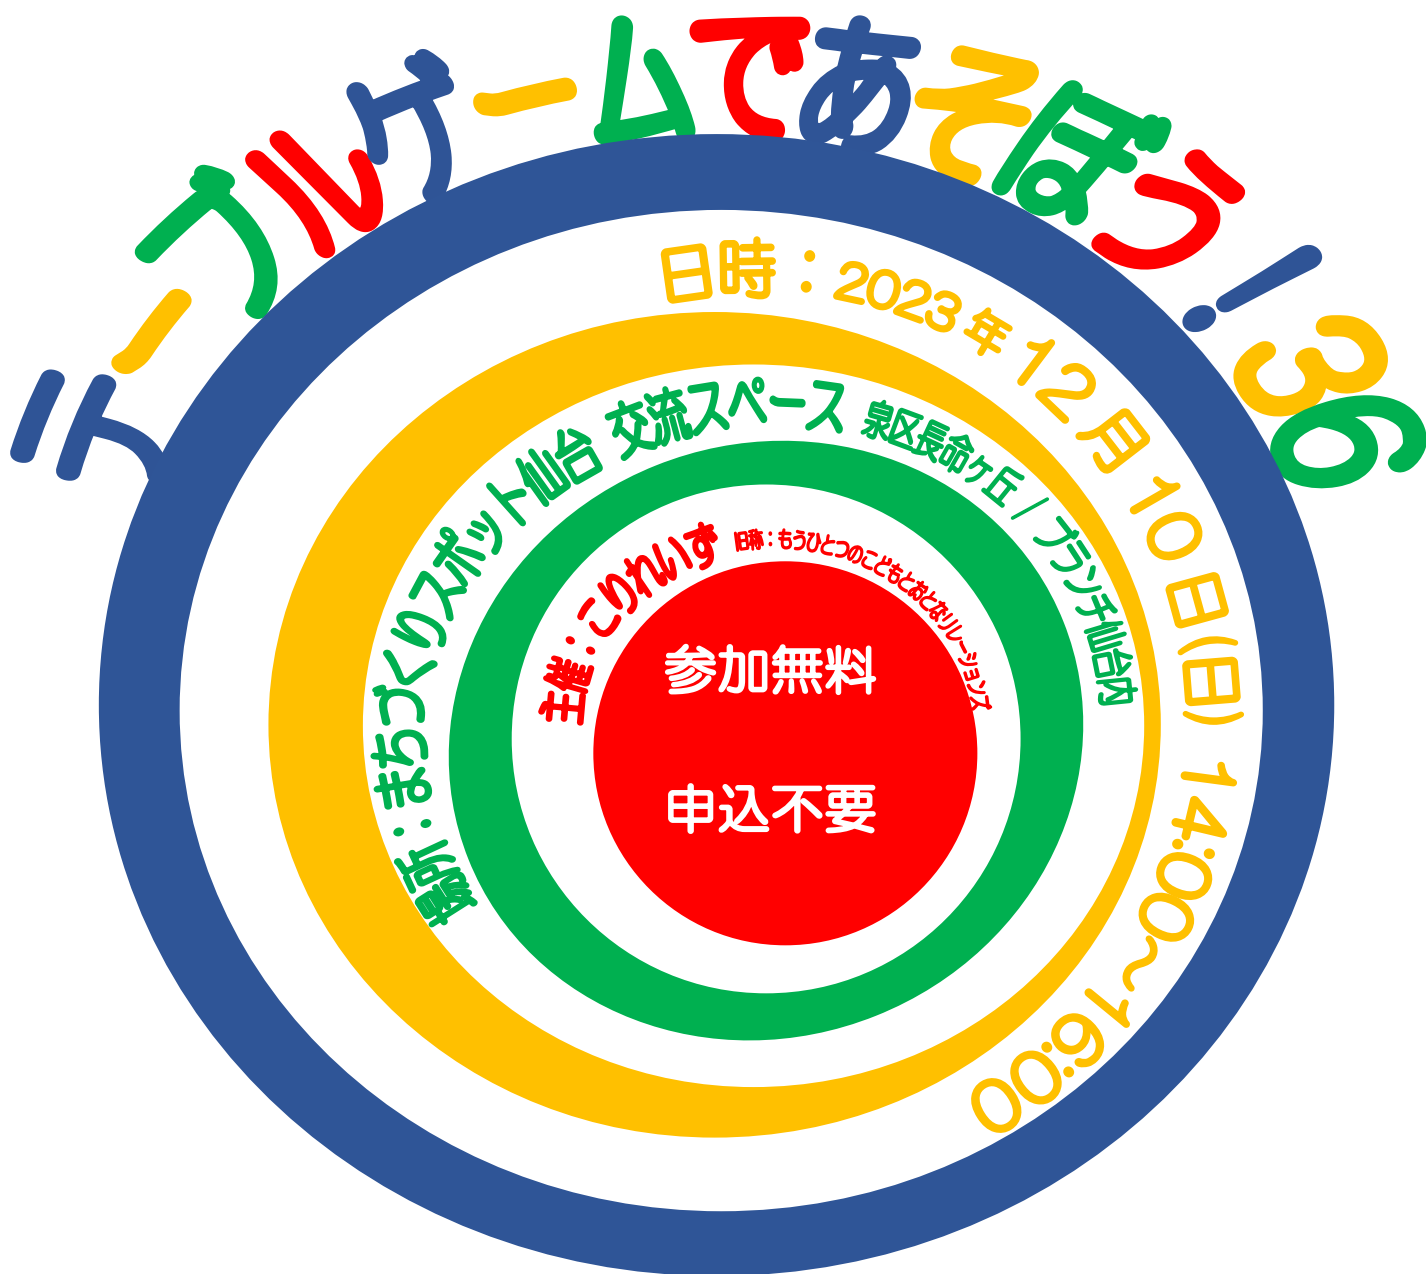 テーブルゲームであそぼう！36
日時：2023年12月10日(日) 14:00～16:00
場所：まちづくりスポット仙台 交流スペース 泉区長命ヶ丘 / ブランチ仙台内
主催：こりれいず 旧称：もうひとつのこどもとおとなリレーションズ
参加無料
申込不要